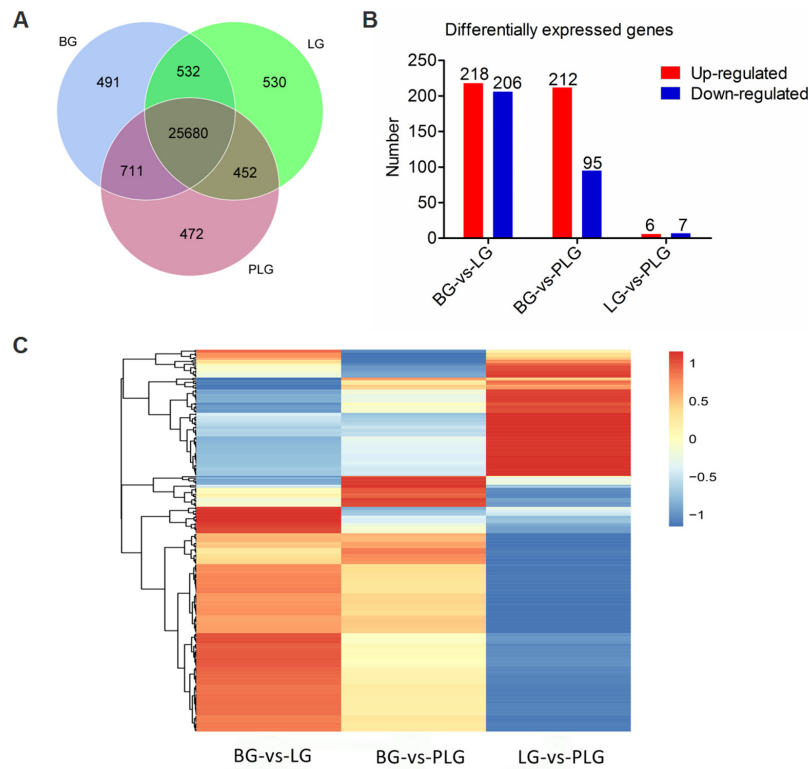 A
BG
LG
491
532
530
25680
711
452
472
PLG
B
Differentially expressed genes
Number
250
200
150
100
50
0
218
206
212
95
6
7
Up-regulated
Down-regulated
BG-vs-LG
BG-vs-PLG
LG-vs-PLG
C
1
0.5
0
−0.5
−1
BG-vs-LG
BG-vs-PLG
LG-vs-PLG